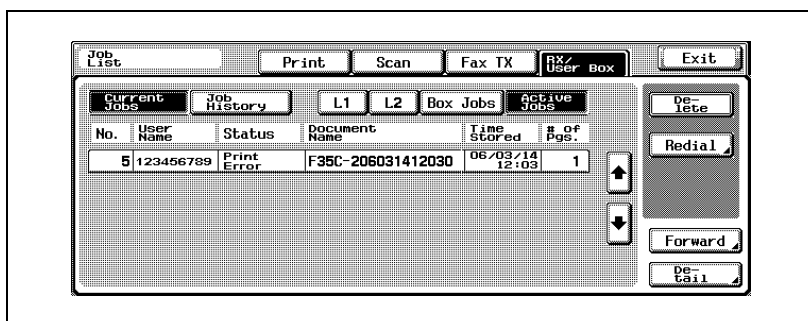 Job List
Print Scan Fax TX RX/ User Box Exit
Current Jobs Job History L1 L2 Box Jobs Active Jobs De- lete
No. User Name Status Document Name Time Stored # of Pgs.
Redial
5 123456789 Print Error F35C-206031412030 06/03/14 12:03 1
Forward
De- tail